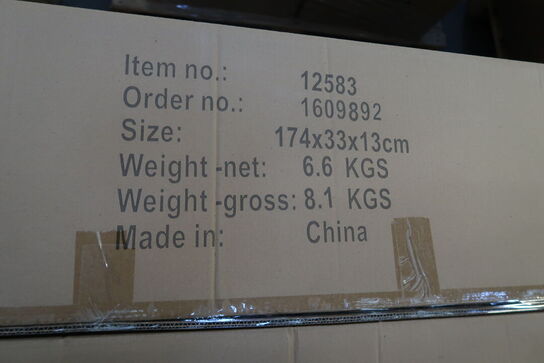 Item no.: 12583
Order no.: 1609892
Size: 174x33x13cm
Weight -net: 6.6 KGS
Weight -gross: 8.1 KGS
Made in: China